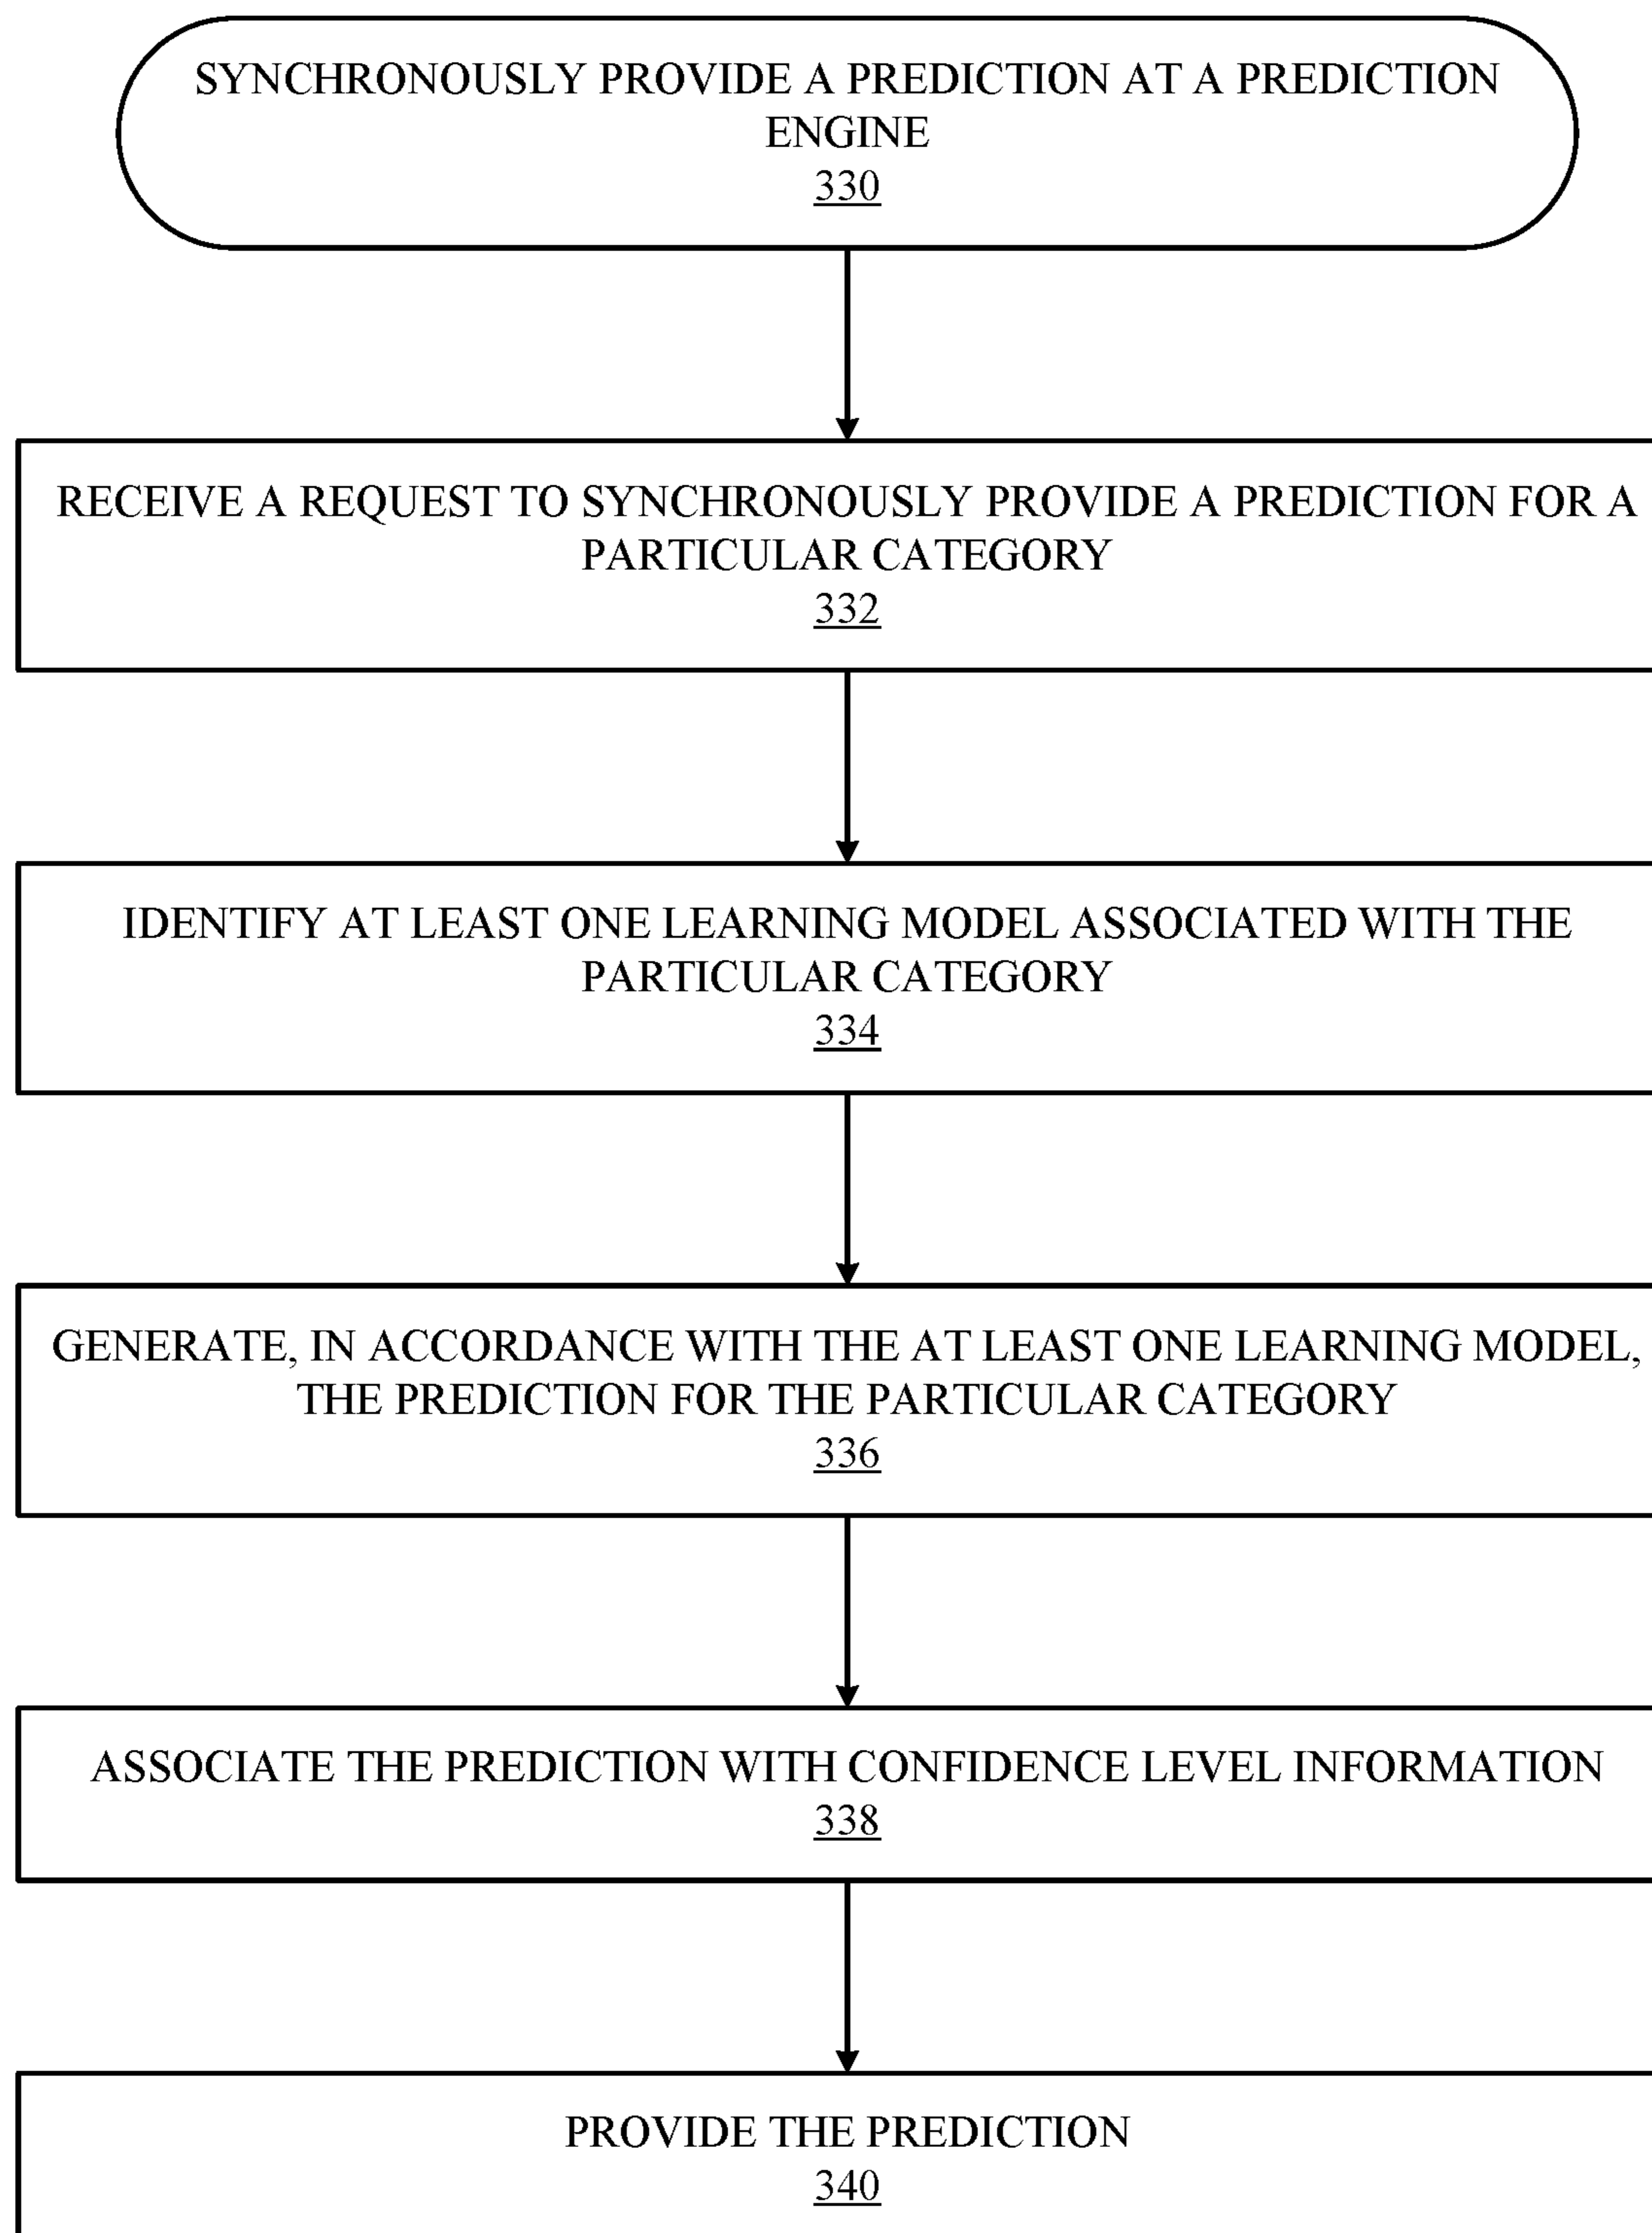 SYNCHRONOUSLY PROVIDE A PREDICTION AT A PREDICTION
ENGINE
330
RECEIVE A REQUEST TO SYNCHRONOUSLY PROVIDE A PREDICTION FOR A
PARTICULAR CATEGORY
332
IDENTIFY AT LEAST ONE LEARNING MODEL ASSOCIATED WITH THE
PARTICULAR CATEGORY
334
GENERATE, IN ACCORDANCE WITH THE AT LEAST ONE LEARNING MODEL,
THE PREDICTION FOR THE PARTICULAR CATEGORY
336
ASSOCIATE THE PREDICTION WITH CONFIDENCE LEVEL INFORMATION
338
PROVIDE THE PREDICTION
340